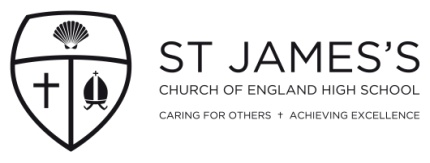 ST JAMES'S
CHURCH OF ENGLAND HIGH SCHOOL
CARING FOR OTHERS ✝ ACHIEVING EXCELLENCE